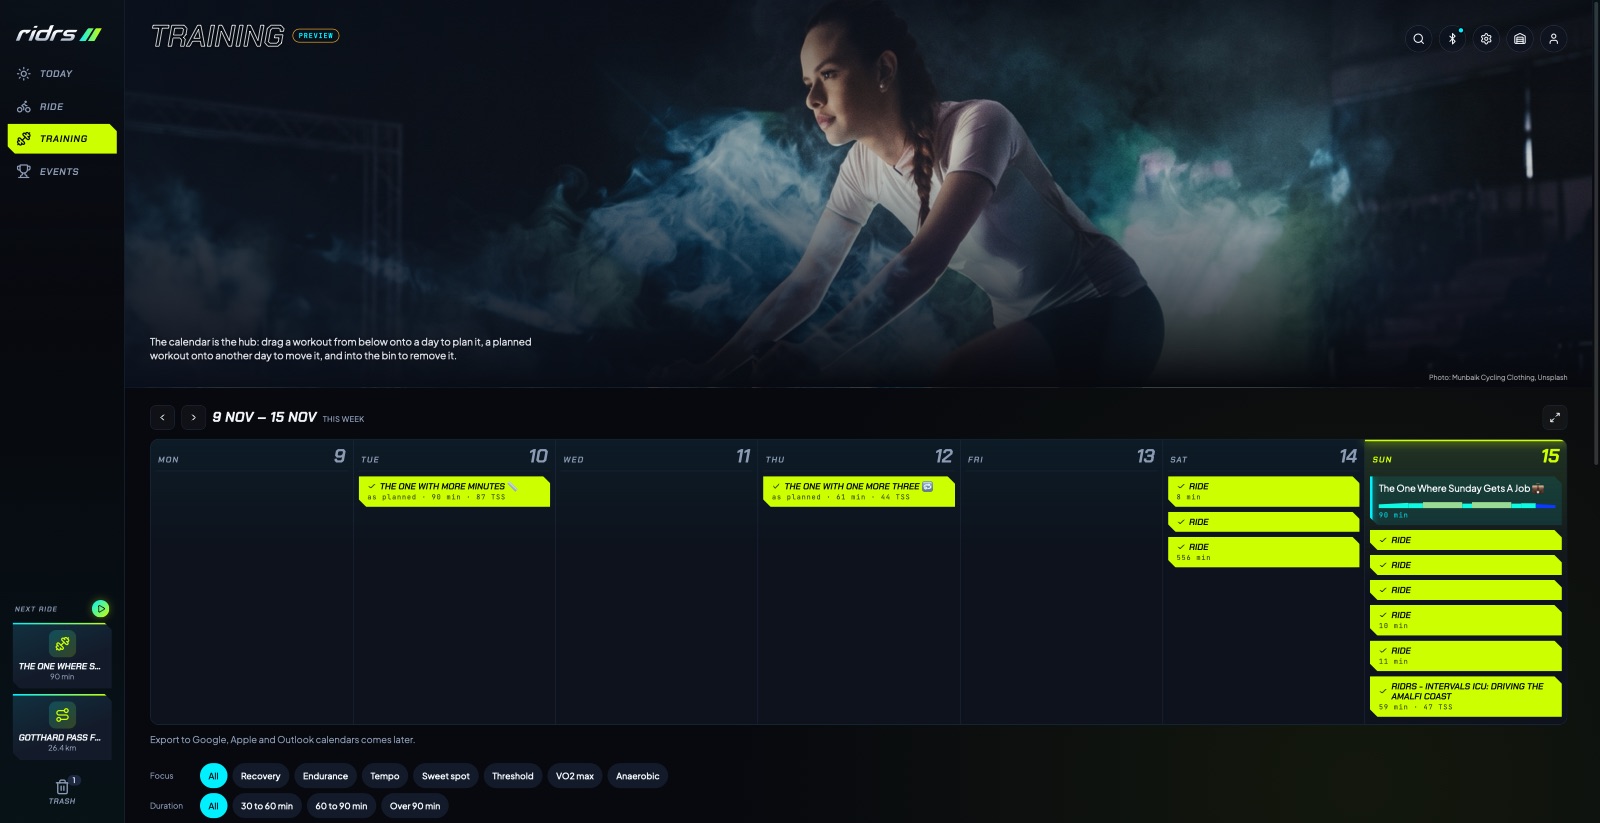 ridrs
TRAINING
PREVIEW
TODAY
RIDE
TRAINING
EVENTS
The calendar is the hub: drag a workout from below onto a day to plan it, a planned
workout onto another day to move it, and into the bin to remove it.
Photo: Munbaik Cycling Clothing, Unsplash
9 NOV – 15 NOV THIS WEEK
MON 9
TUE 10
WED 11
THU 12
FRI 13
SAT 14
SUN 15
THE ONE WITH MORE MINUTES
as planned · 90 min · 87 TSS
THE ONE WITH ONE MORE THREE
as planned · 61 min · 44 TSS
RIDE
8 min
RIDE
RIDE
556 min
The One Where Sunday Gets A Job
90 min
RIDE
RIDE
RIDE
RIDE
10 min
RIDE
11 min
RIDRS - INTERVALS ICU: DRIVING THE
AMALFI COAST
59 min · 47 TSS
NEXT RIDE
THE ONE WHERE S...
90 min
GOTTHARD PASS F...
26.4 km
1
TRASH
Export to Google, Apple and Outlook calendars comes later.
Focus All Recovery Endurance Tempo Sweet spot Threshold VO2 max Anaerobic
Duration All 30 to 60 min 60 to 90 min Over 90 min